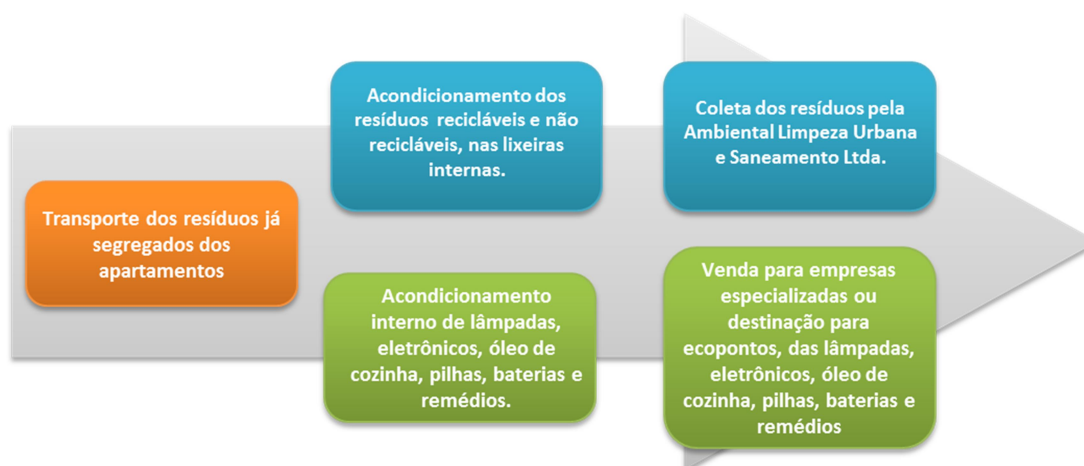 Transporte dos resíduos já
segregados dos
apartamentos
Acondicionamento dos
resíduos recicláveis e não
recicláveis, nas lixeiras
internas.
Coleta dos resíduos pela
Ambiental Limpeza Urbana
e Saneamento Ltda.
Acondicionamento
interno de lâmpadas,
eletrônicos, óleo de
cozinha, pilhas, baterias e
remédios.
Venda para empresas
especializadas ou
destinação para
ecopontos, das lâmpadas,
eletrônicos, óleo de
cozinha, pilhas, baterias e
remédios